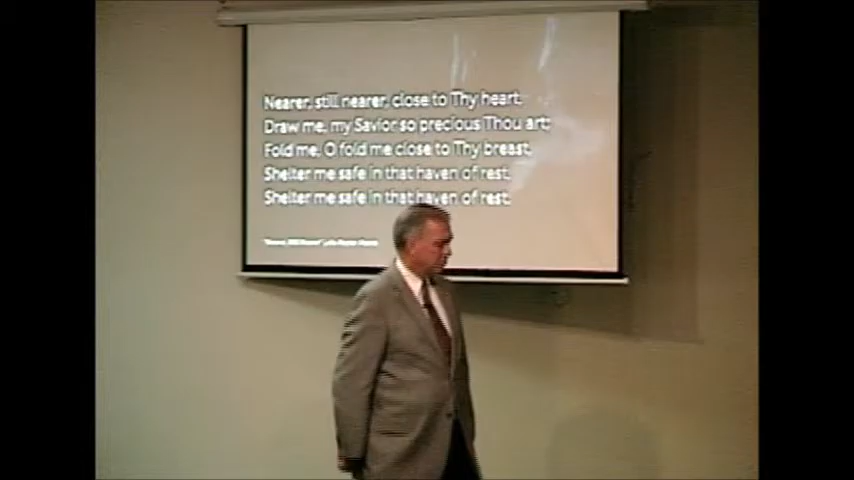 Nearer, still nearer, close to Thy heart,
Draw me, my Savior so precious Thou art;
Fold me, O fold me close to Thy breast,
Shelter me safe in that haven of rest,
Shelter me safe in that haven of rest.